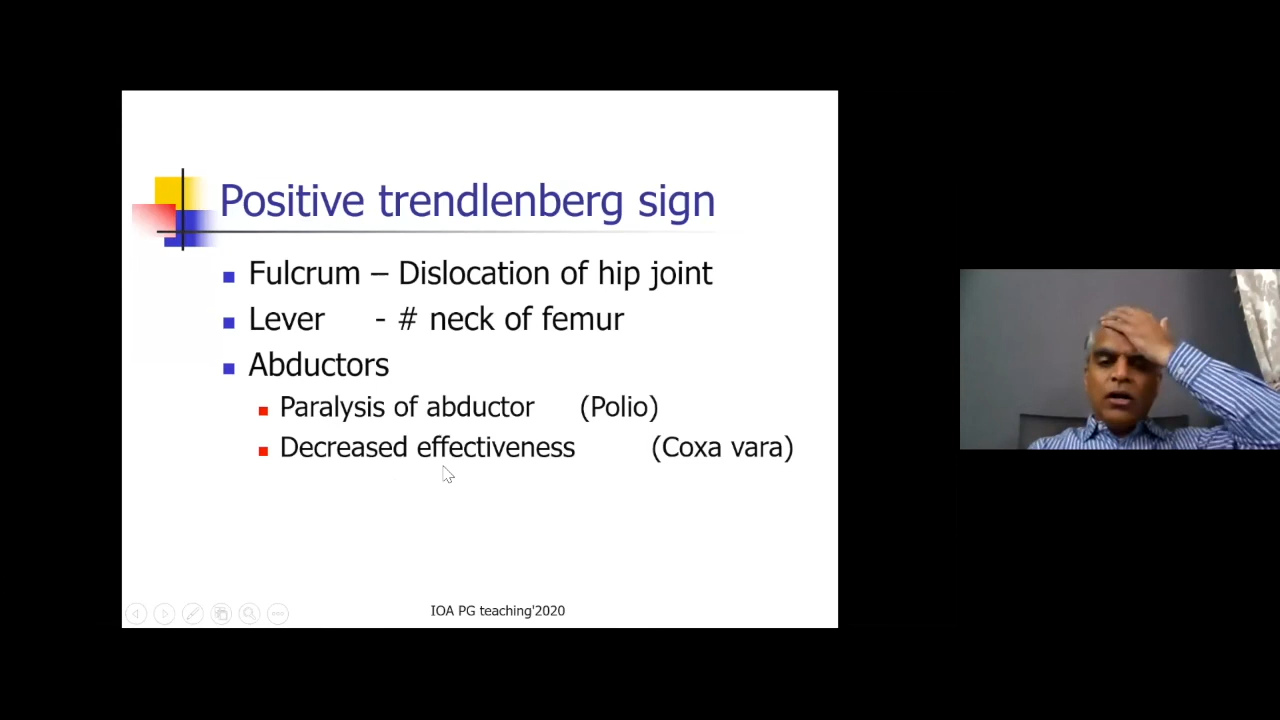 Positive trendlenberg sign
Fulcrum – Dislocation of hip joint
Lever - # neck of femur
Abductors
Paralysis of abductor (Polio)
Decreased effectiveness (Coxa vara)
IOA PG teaching'2020